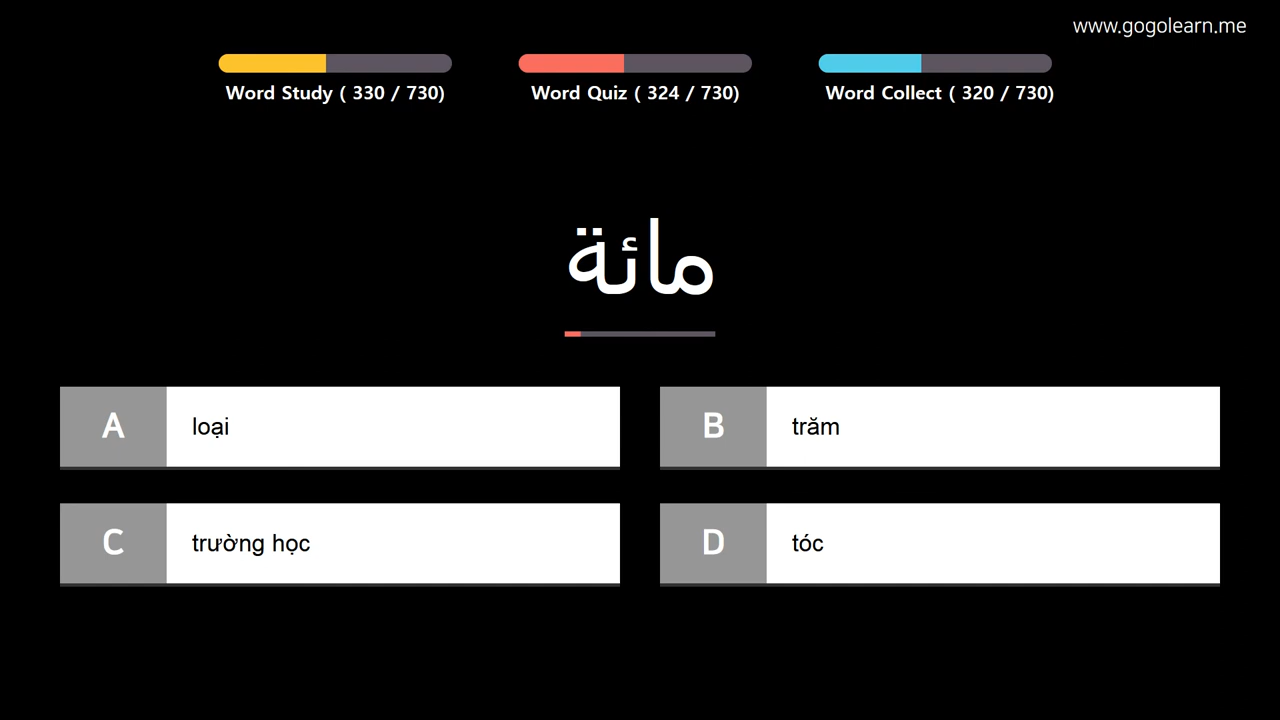 www.gogolearn.me
Word Study ( 330 / 730)
Word Quiz ( 324 / 730)
Word Collect ( 320 / 730)
مائة
A loại
B trăm
C trường học
D tóc